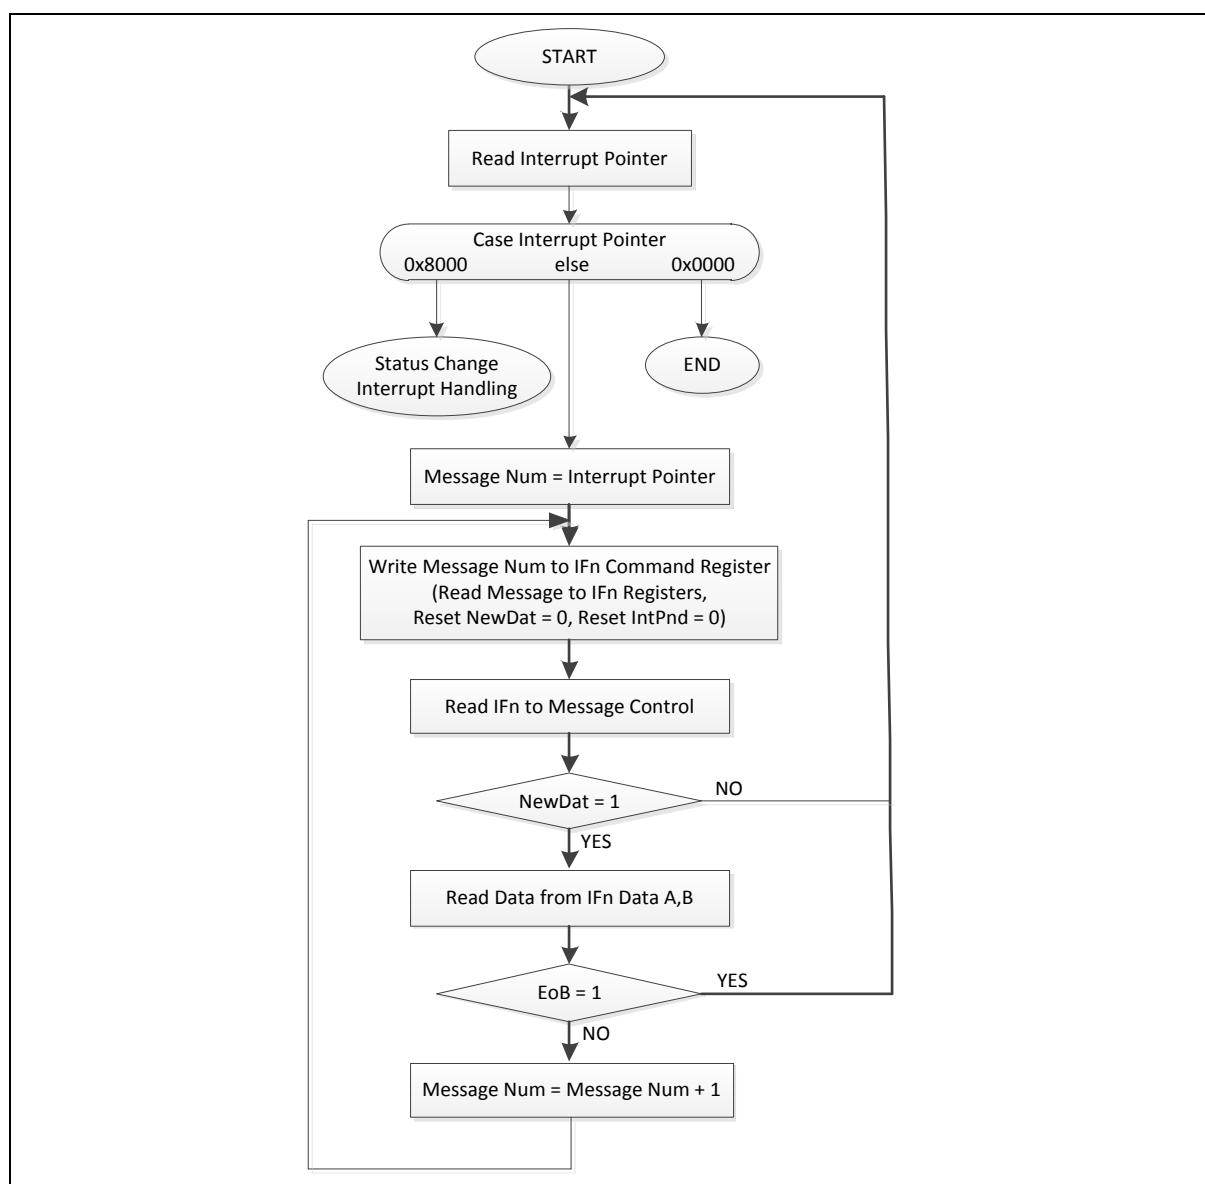 START
Read Interrupt Pointer
Case Interrupt Pointer
0x8000 else 0x0000
Status Change
Interrupt Handling
END
Message Num = Interrupt Pointer
Write Message Num to IFn Command Register
(Read Message to IFn Registers,
Reset NewDat = 0, Reset IntPnd = 0)
Read IFn to Message Control
NewDat = 1
NO
YES
Read Data from IFn Data A,B
EoB = 1
YES
NO
Message Num = Message Num + 1